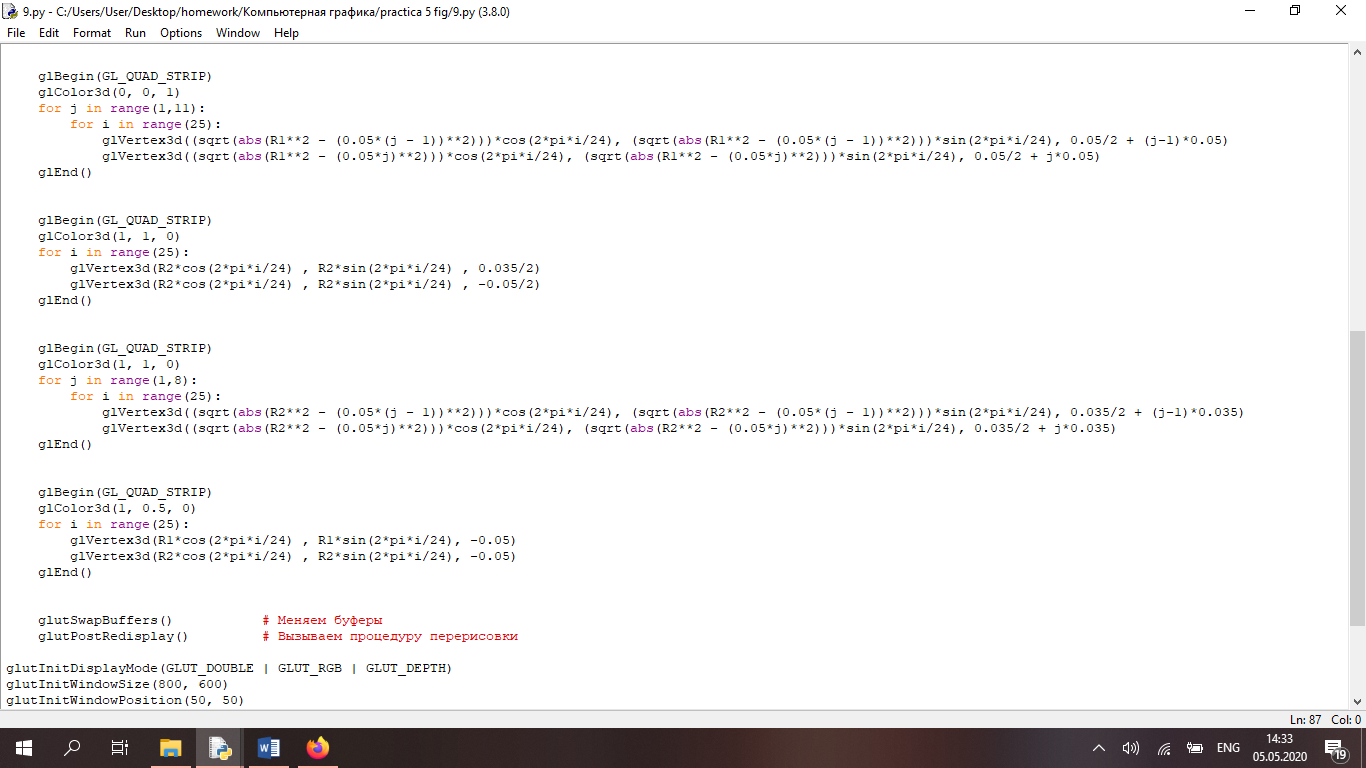 9.py - C:/Users/User/Desktop/homework/Компьютерная графика/practica 5 fig/9.py (3.8.0)
File Edit Format Run Options Window Help
glBegin(GL_QUAD_STRIP)
glColor3d(0, 0, 1)
for j in range(1,11):
for i in range(25):
glVertex3d((sqrt(abs(R1**2 - (0.05*(j - 1))**2)))*cos(2*pi*i/24), (sqrt(abs(R1**2 - (0.05*(j - 1))**2)))*sin(2*pi*i/24), 0.05/2 + (j-1)*0.05)
glVertex3d((sqrt(abs(R1**2 - (0.05*j)**2)))*cos(2*pi*i/24), (sqrt(abs(R1**2 - (0.05*j)**2)))*sin(2*pi*i/24), 0.05/2 + j*0.05)
glEnd()
glBegin(GL_QUAD_STRIP)
glColor3d(1, 1, 0)
for i in range(25):
glVertex3d(R2*cos(2*pi*i/24) , R2*sin(2*pi*i/24) , 0.035/2)
glVertex3d(R2*cos(2*pi*i/24) , R2*sin(2*pi*i/24) , -0.05/2)
glEnd()
glBegin(GL_QUAD_STRIP)
glColor3d(1, 1, 0)
for j in range(1,8):
for i in range(25):
glVertex3d((sqrt(abs(R2**2 - (0.05*(j - 1))**2)))*cos(2*pi*i/24), (sqrt(abs(R2**2 - (0.05*(j - 1))**2)))*sin(2*pi*i/24), 0.035/2 + (j-1)*0.035)
glVertex3d((sqrt(abs(R2**2 - (0.05*j)**2)))*cos(2*pi*i/24), (sqrt(abs(R2**2 - (0.05*j)**2)))*sin(2*pi*i/24), 0.035/2 + j*0.035)
glEnd()
glBegin(GL_QUAD_STRIP)
glColor3d(1, 0.5, 0)
for i in range(25):
glVertex3d(R1*cos(2*pi*i/24) , R1*sin(2*pi*i/24), -0.05)
glVertex3d(R2*cos(2*pi*i/24) , R2*sin(2*pi*i/24), -0.05)
glEnd()
glutSwapBuffers() # Меняем буферы
glutPostRedisplay() # Вызываем процедуру перерисовки
glutInitDisplayMode(GLUT_DOUBLE | GLUT_RGB | GLUT_DEPTH)
glutInitWindowSize(800, 600)
glutInitWindowPosition(50, 50)
Ln: 87 Col: 0
ENG
14:33
05.05.2020
19